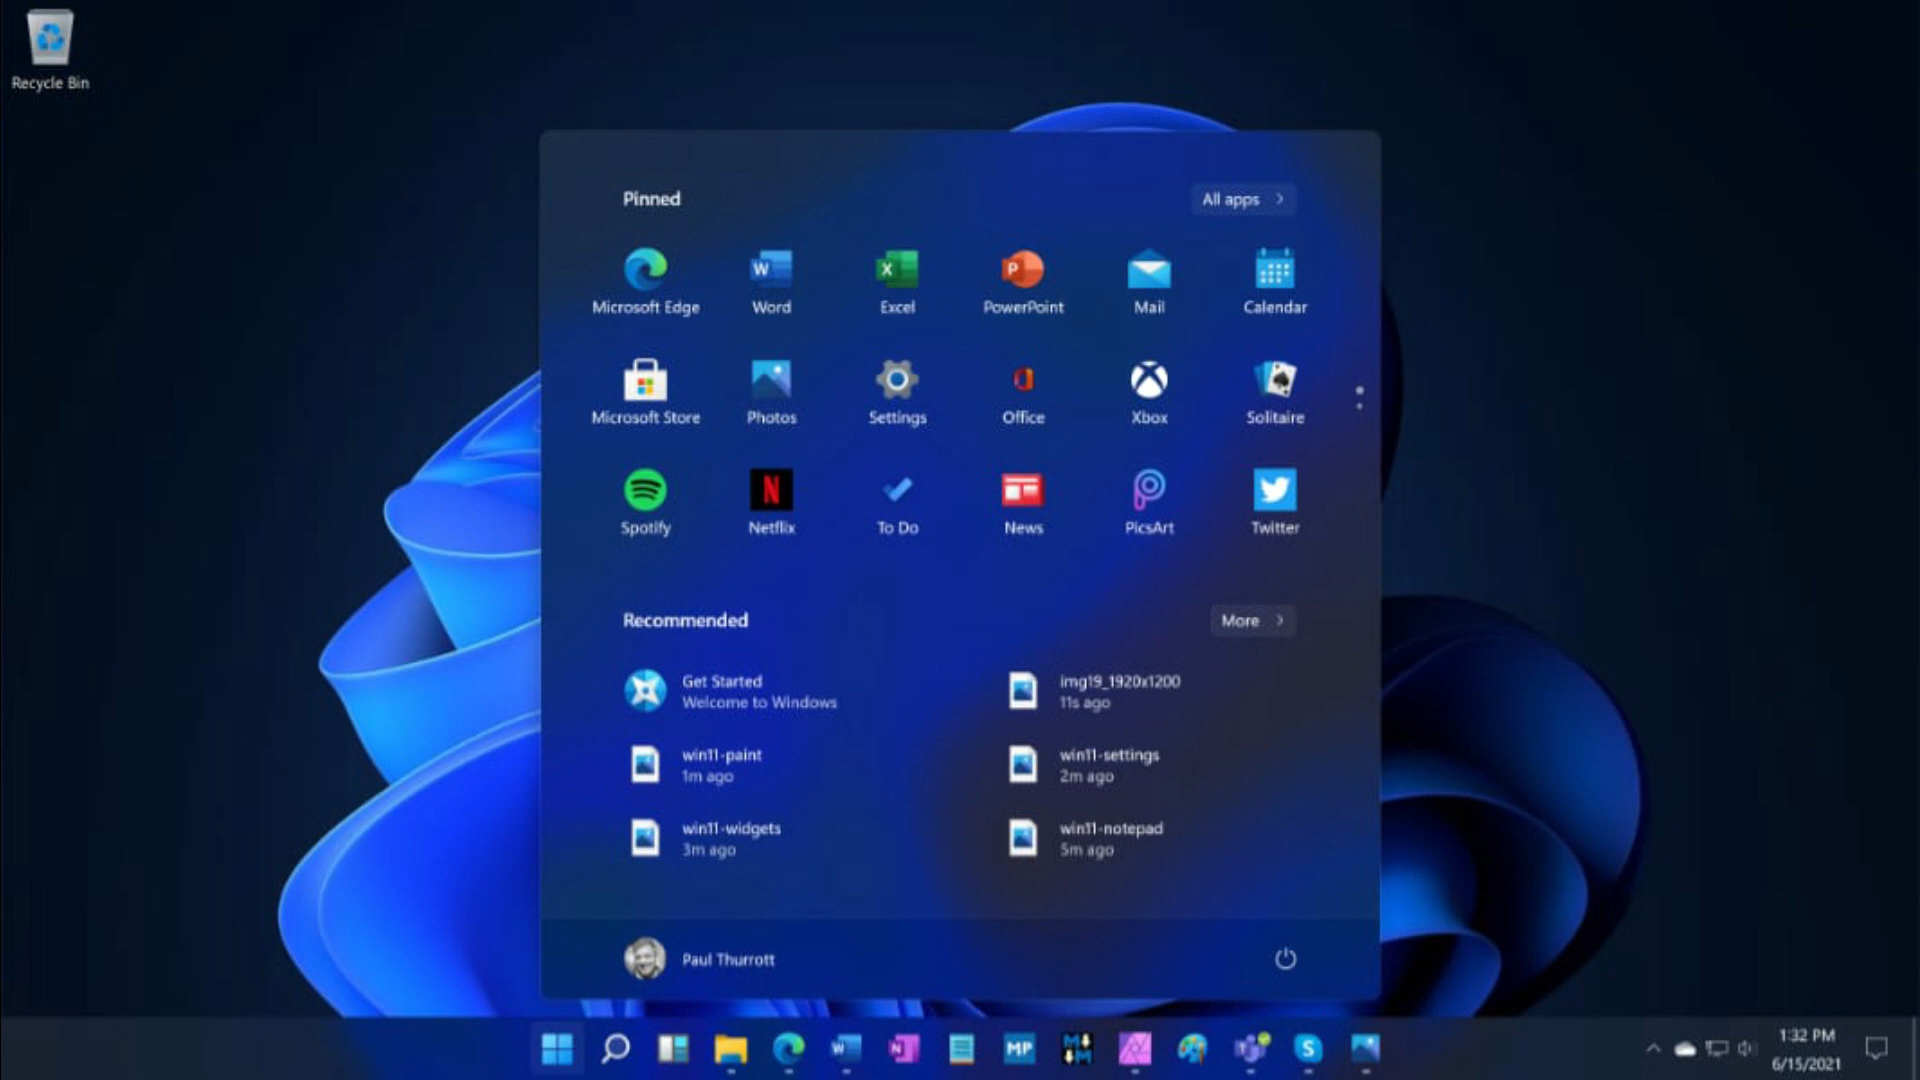 Recycle Bin
Pinned
All apps
Microsoft Edge
Word
Excel
PowerPoint
Mail
Calendar
Microsoft Store
Photos
Settings
Office
Xbox
Solitaire
Spotify
Netflix
To Do
News
PicsArt
Twitter
Recommended
More
Get Started
Welcome to Windows
img19_1920x1200
11s ago
win11-paint
1m ago
win11-settings
2m ago
win11-widgets
3m ago
win11-notepad
5m ago
Paul Thurrott
MP
1:32 PM
6/15/2021